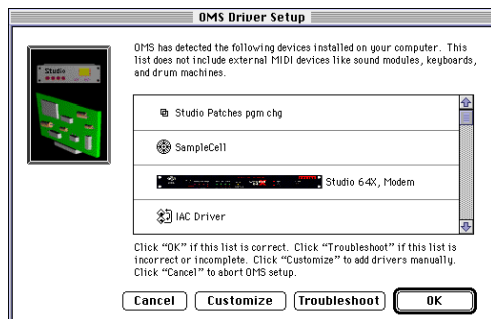 OMS Driver Setup
OMS has detected the following devices installed on your computer. This
list does not include external MIDI devices like sound modules, keyboards,
and drum machines.
Studio
Studio Patches pgm chg
SampleCell
Studio 64X, Modem
IAC Driver
Click “OK” if this list is correct. Click “Troubleshoot” if this list is
incorrect or incomplete. Click “Customize” to add drivers manually.
Click “Cancel” to abort OMS setup.
Cancel Customize Troubleshoot OK